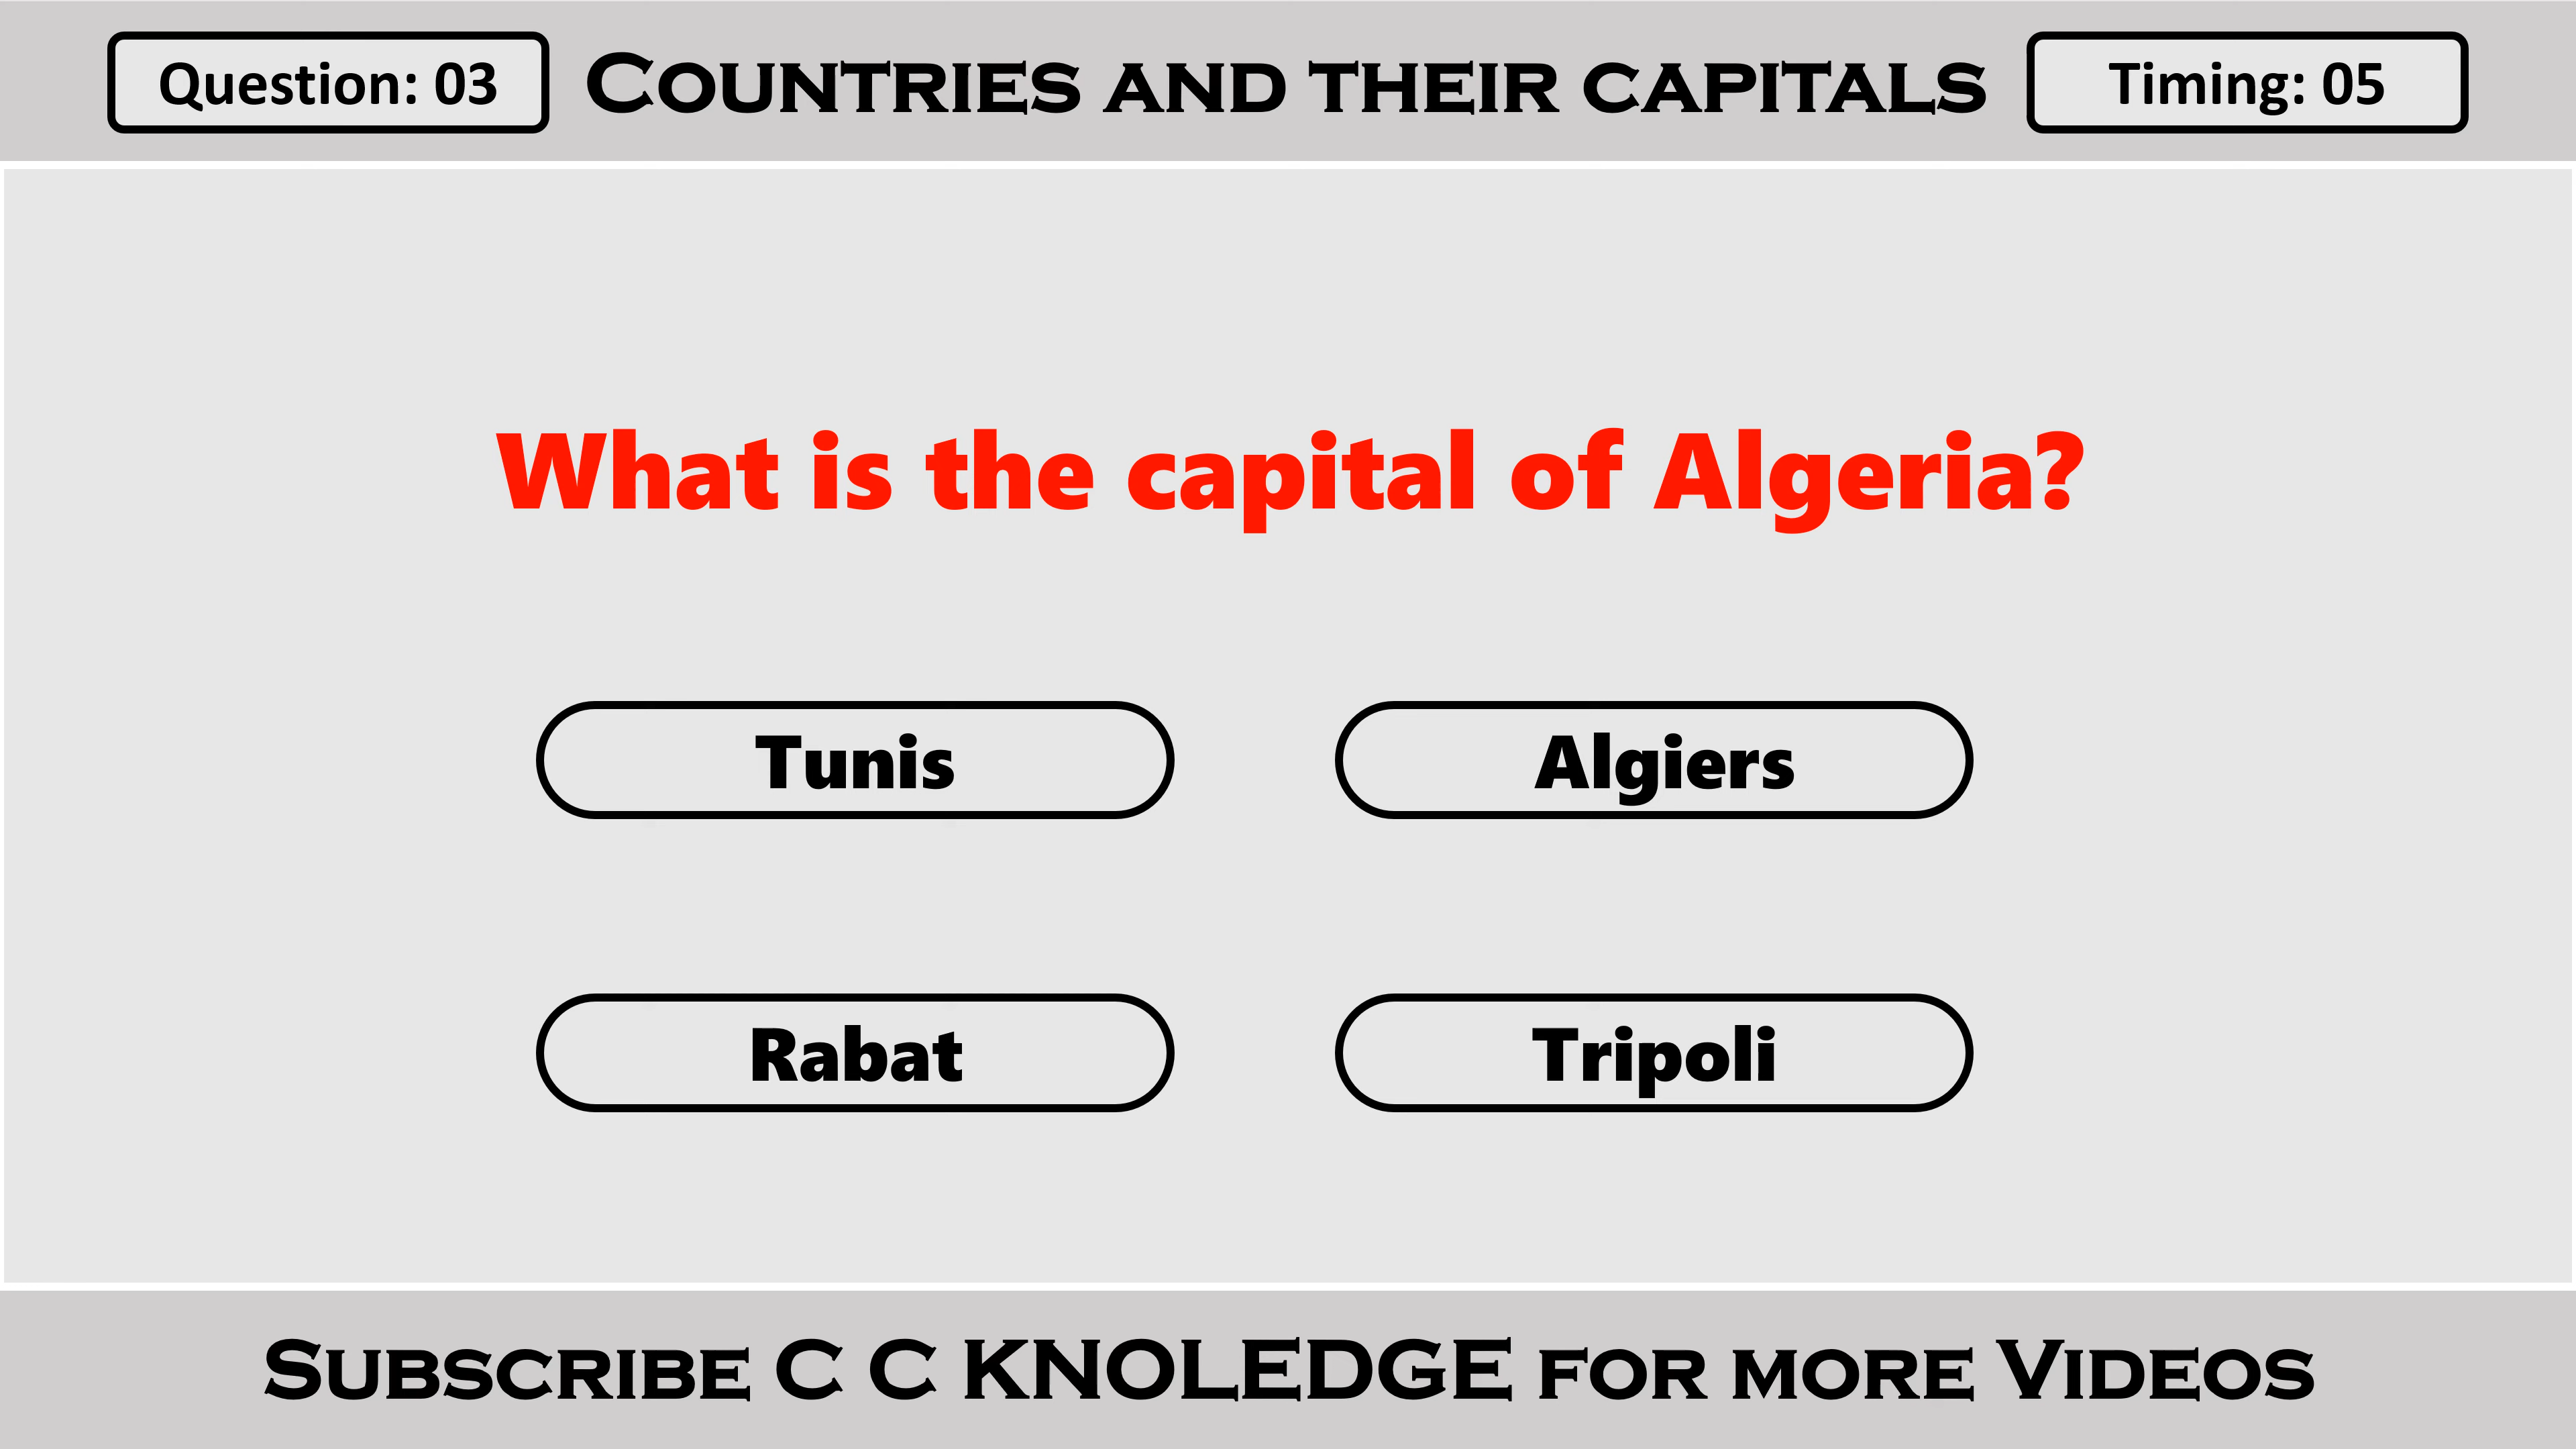 Question: 03
COUNTRIES AND THEIR CAPITALS
Timing: 05
What is the capital of Algeria?
Tunis
Algiers
Rabat
Tripoli
SUBSCRIBE C C KNOLEDGE FOR MORE VIDEOS